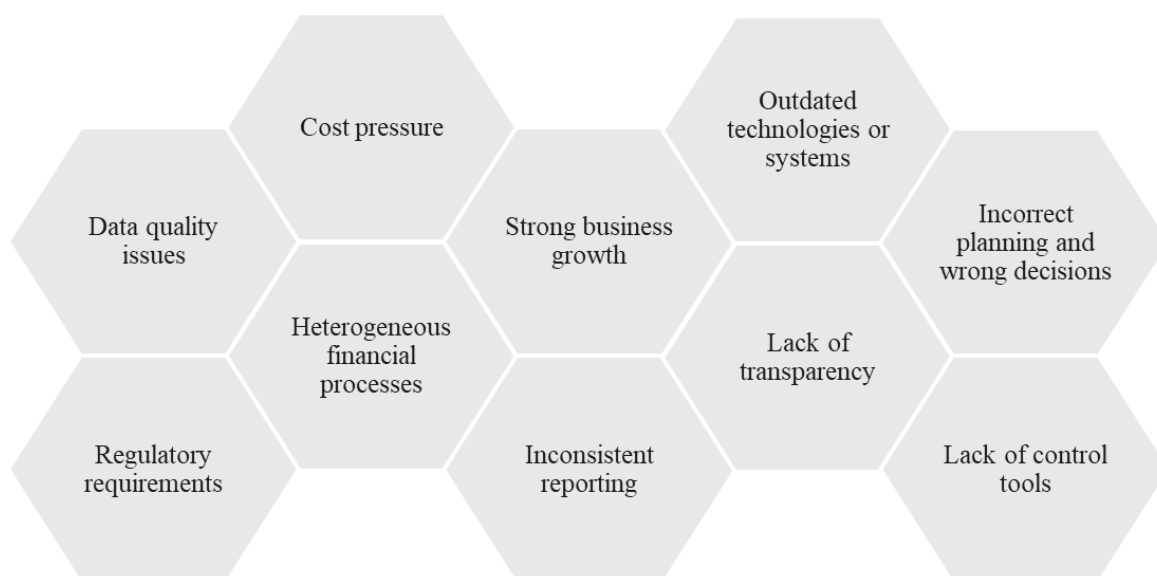 Cost pressure
Outdated
technologies or
systems
Data quality
issues
Strong business
growth
Incorrect
planning and
wrong decisions
Heterogeneous
financial
processes
Lack of
transparency
Regulatory
requirements
Inconsistent
reporting
Lack of control
tools